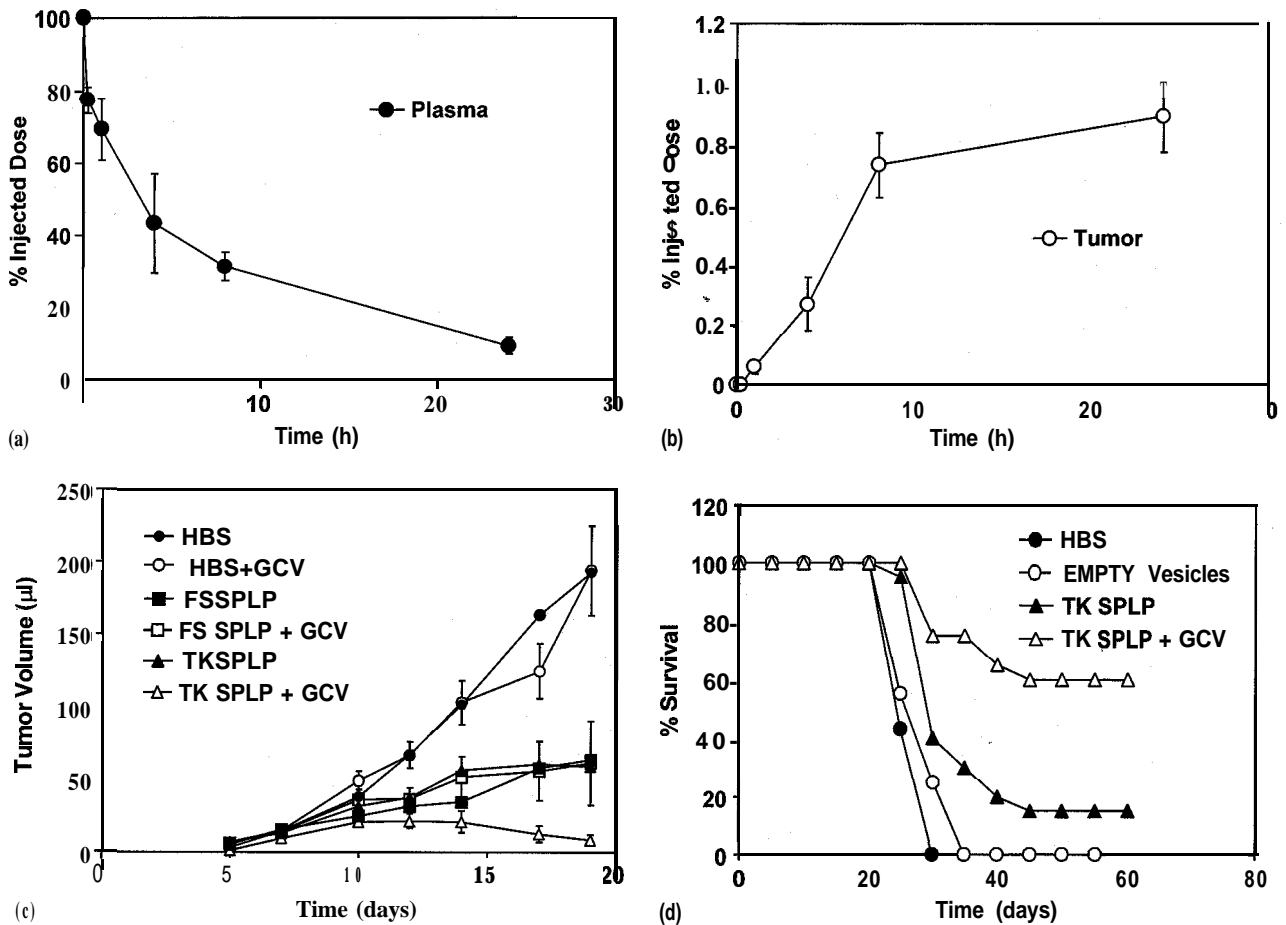 100
80
60
40
20
0
% Injected Dose
Plasma
10
20
30
Time (h)
(a)
1.2
1.0
0.8
0.6
0.4
0.2
0
ted
Tumor
0
10
20
0
Time (h)
(b)
250
200
150
100
50
0
Tumor Volume (µl)
HBS
HBS+GCV
FSSPLP
FS SPLP + GCV
TKSPLP
TK SPLP + GCV
0
5
10
15
20
Time (days)
(c)
120
100
80
60
40
20
0
% Survival
HBS
EMPTY Vesicles
TK SPLP
TK SPLP + GCV
0
20
40
60
80
Time (days)
(d)